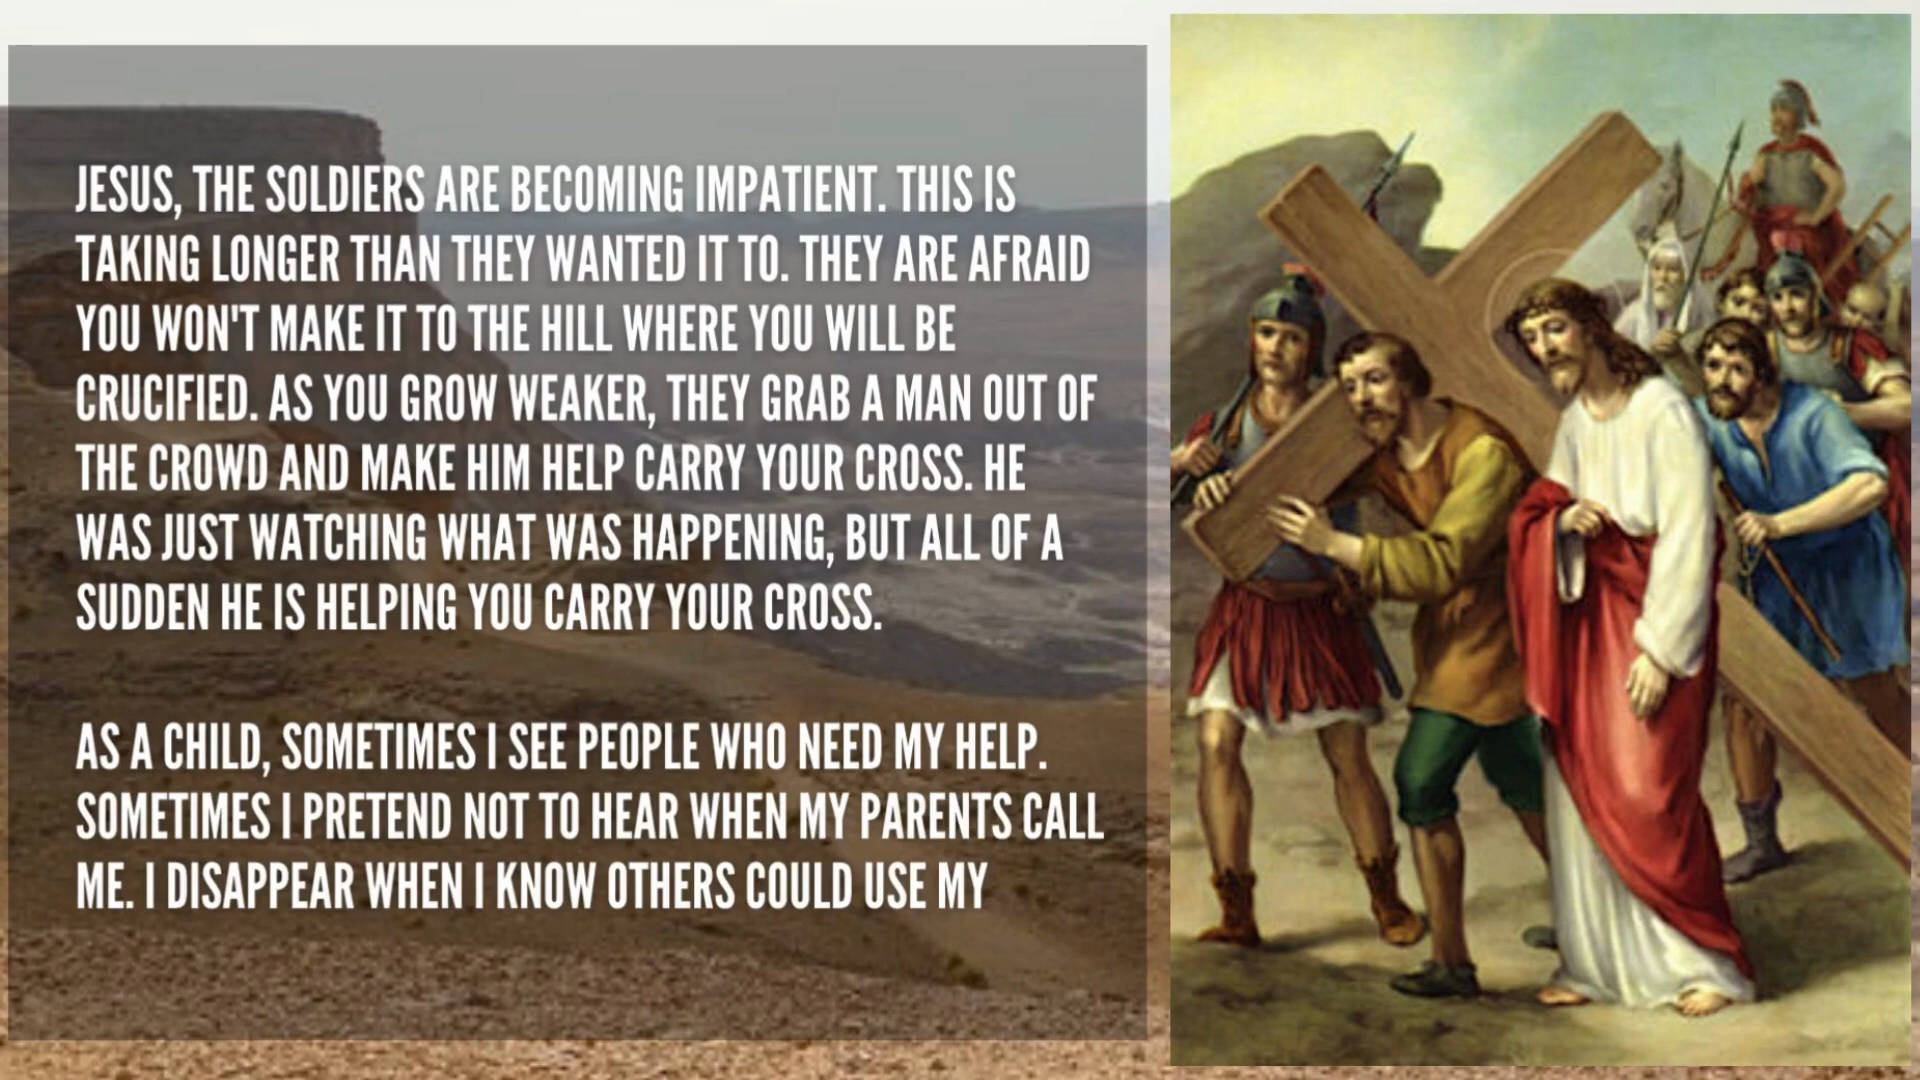 JESUS, THE SOLDIERS ARE BECOMING IMPATIENT. THIS IS
TAKING LONGER THAN THEY WANTED IT TO. THEY ARE AFRAID
YOU WON'T MAKE IT TO THE HILL WHERE YOU WILL BE
CRUCIFIED. AS YOU GROW WEAKER, THEY GRAB A MAN OUT OF
THE CROWD AND MAKE HIM HELP CARRY YOUR CROSS. HE
WAS JUST WATCHING WHAT WAS HAPPENING, BUT ALL OF A
SUDDEN HE IS HELPING YOU CARRY YOUR CROSS.
AS A CHILD, SOMETIMES I SEE PEOPLE WHO NEED MY HELP.
SOMETIMES I PRETEND NOT TO HEAR WHEN MY PARENTS CALL
ME. I DISAPPEAR WHEN I KNOW OTHERS COULD USE MY